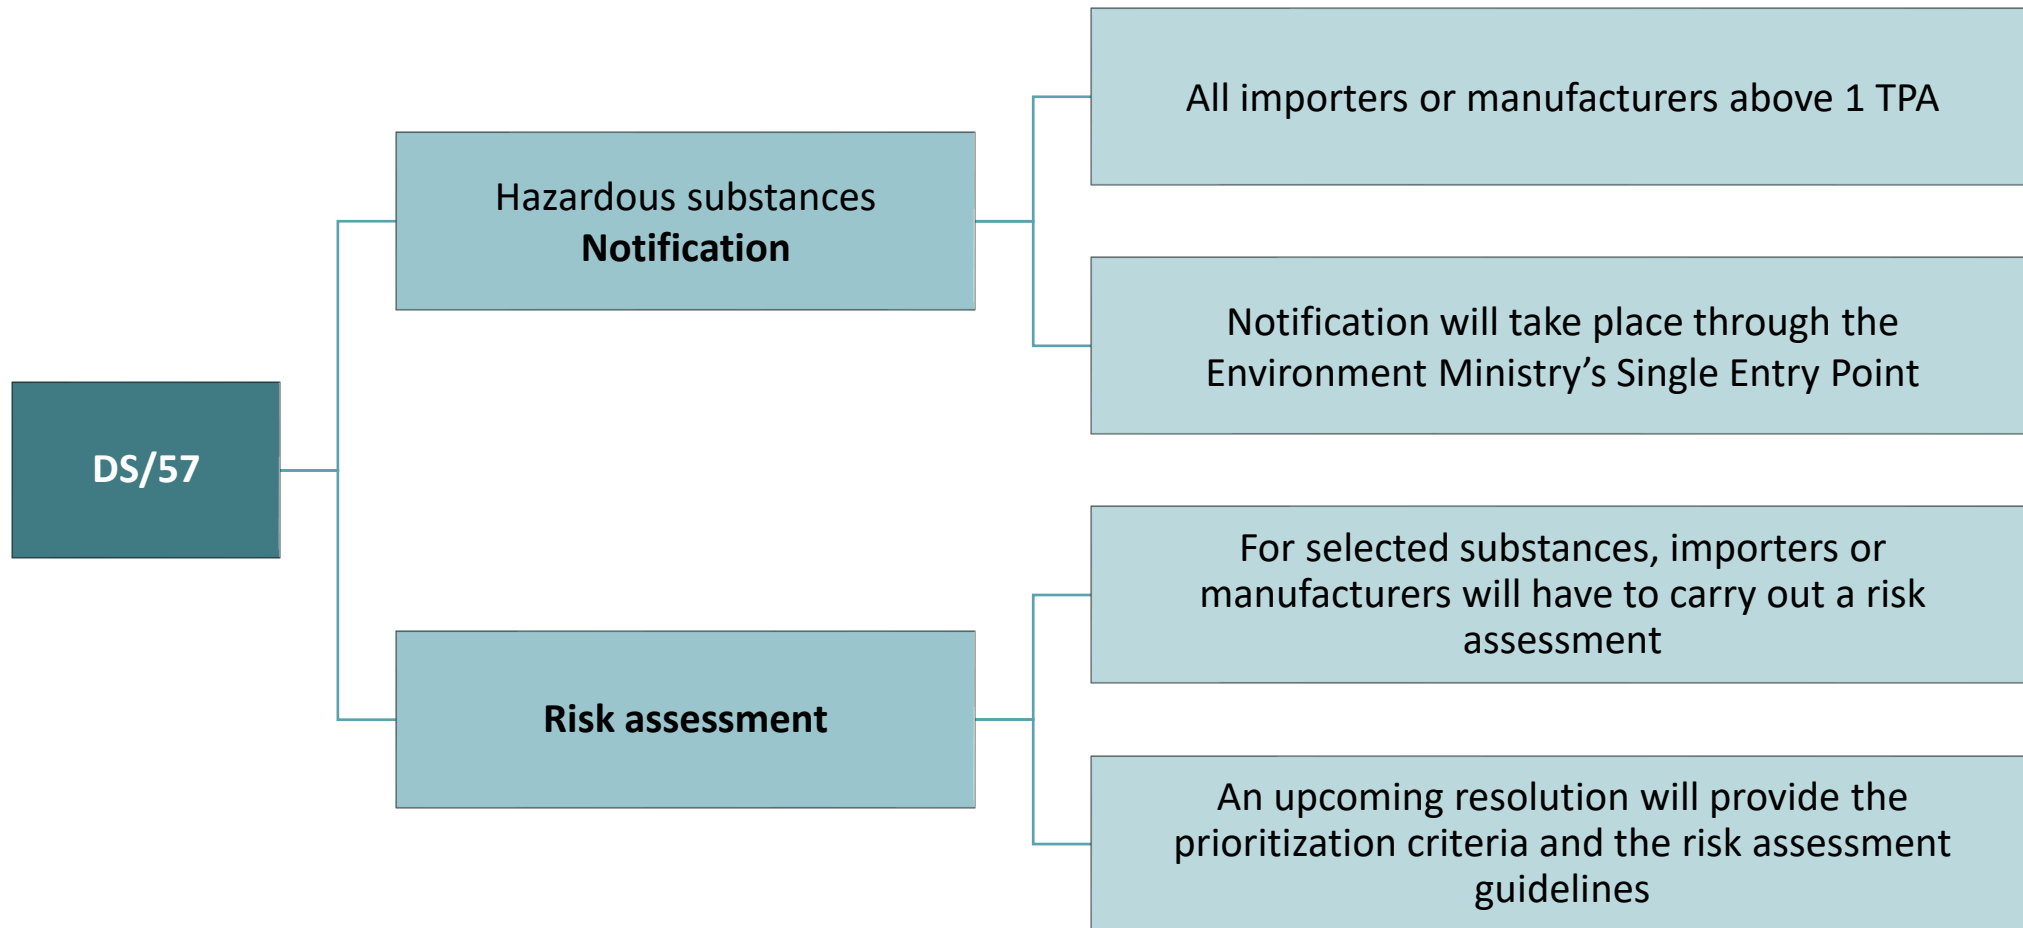 DS/57
Hazardous substances
Notification
All importers or manufacturers above 1 TPA
Notification will take place through the
Environment Ministry’s Single Entry Point
Risk assessment
For selected substances, importers or
manufacturers will have to carry out a risk
assessment
An upcoming resolution will provide the
prioritization criteria and the risk assessment
guidelines